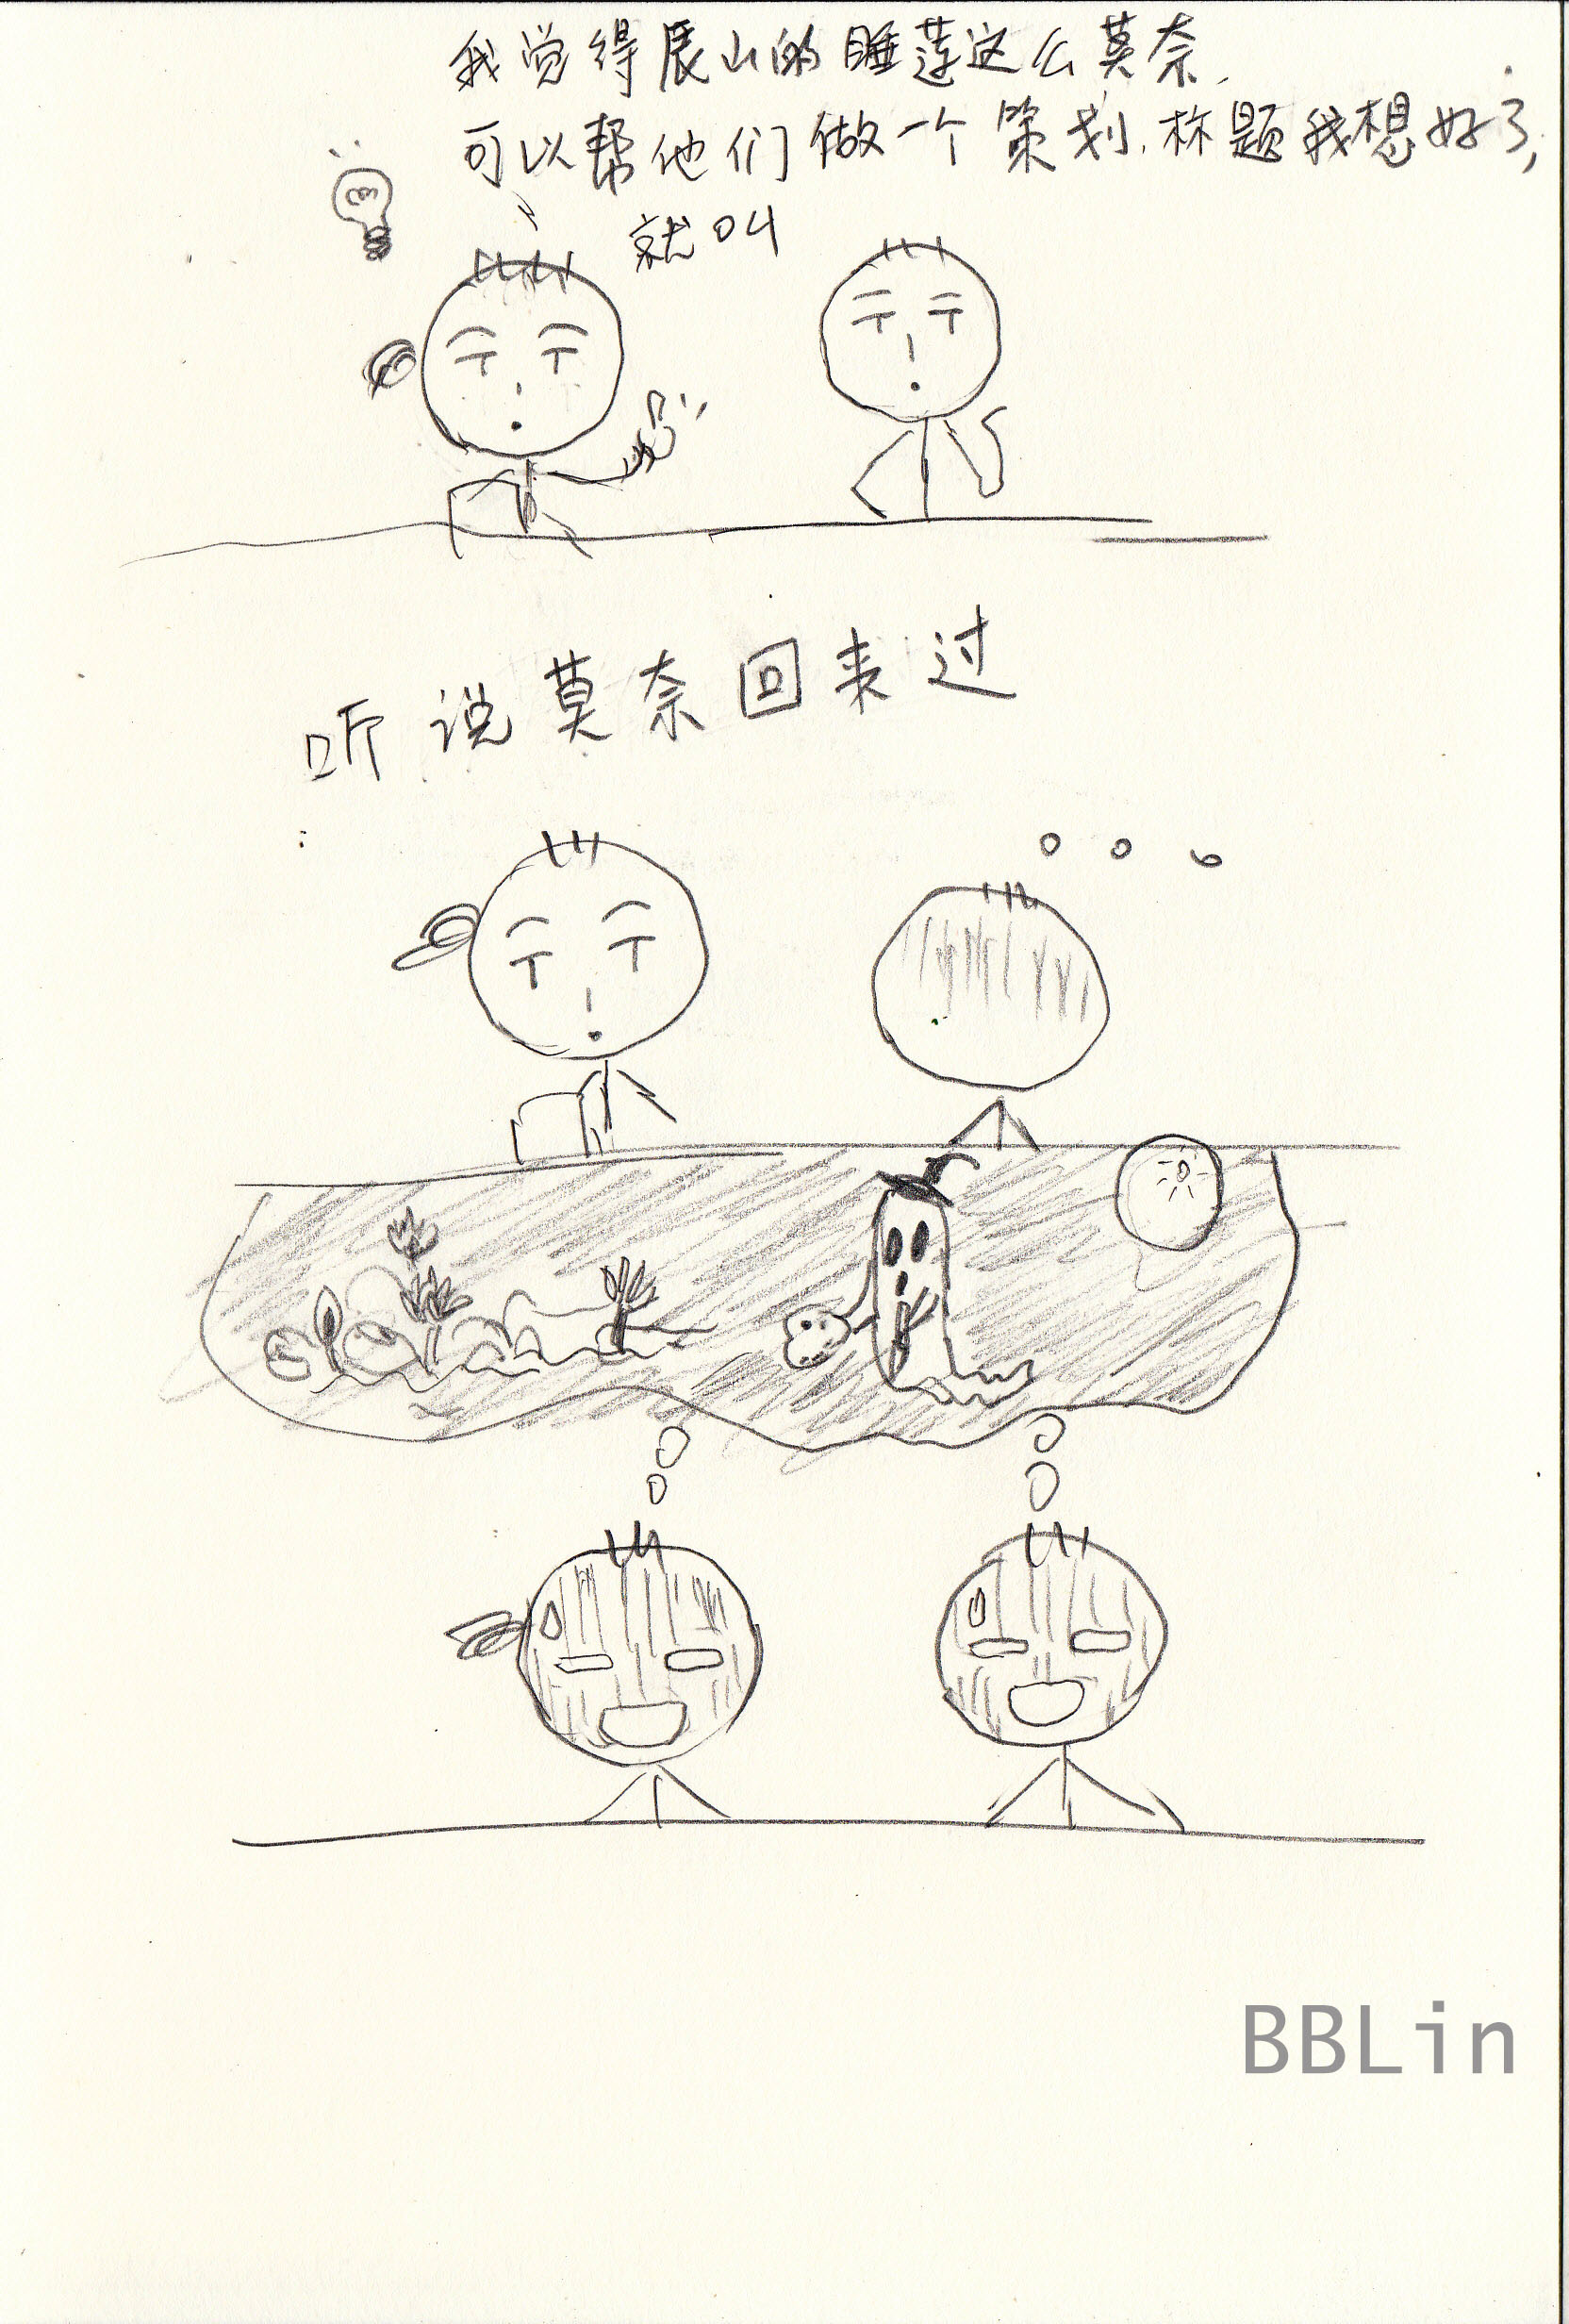 我觉得展山的睡莲这么莫奈,
可以帮他们做一个策划.标题我想好了,
就叫
听说莫奈回来过
BBLin